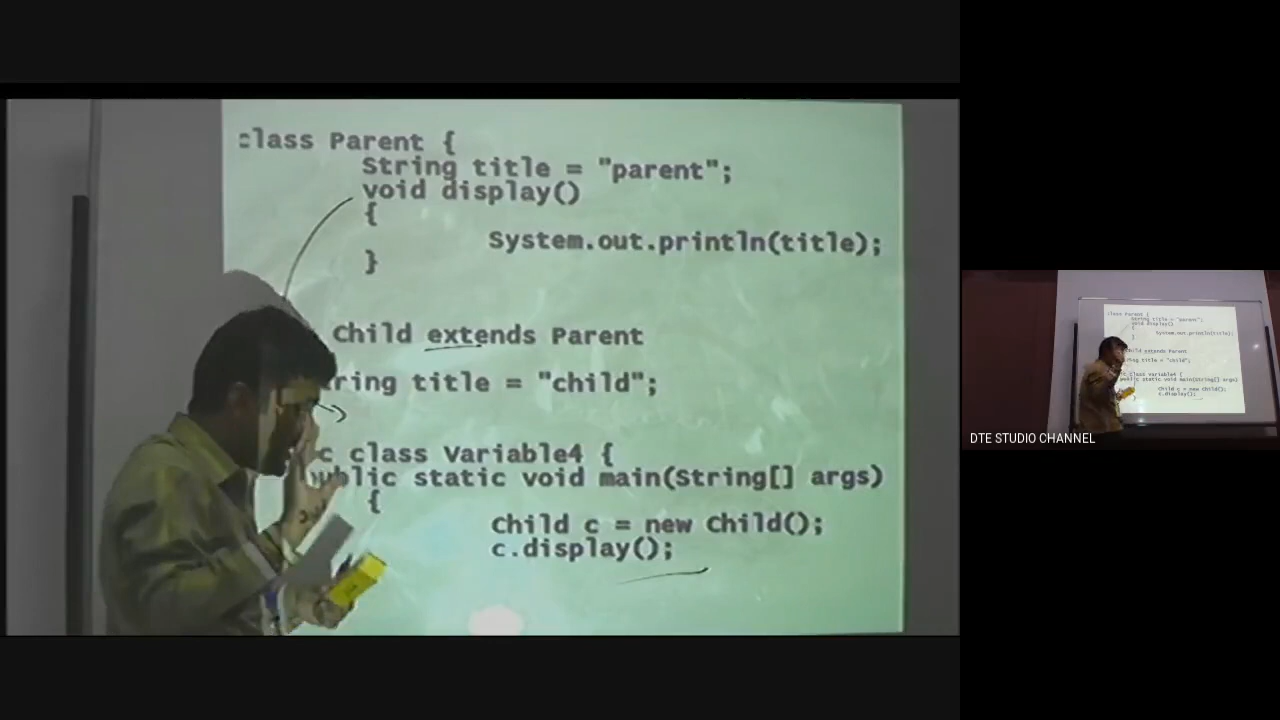 class Parent {
String title = "parent";
void display()
{
System.out.println(title);
}
Child extends Parent
ring title = "child";
c class Variable4 {
public static void main(String[] args)
{
Child c = new Child();
c.display();
DTE STUDIO CHANNEL